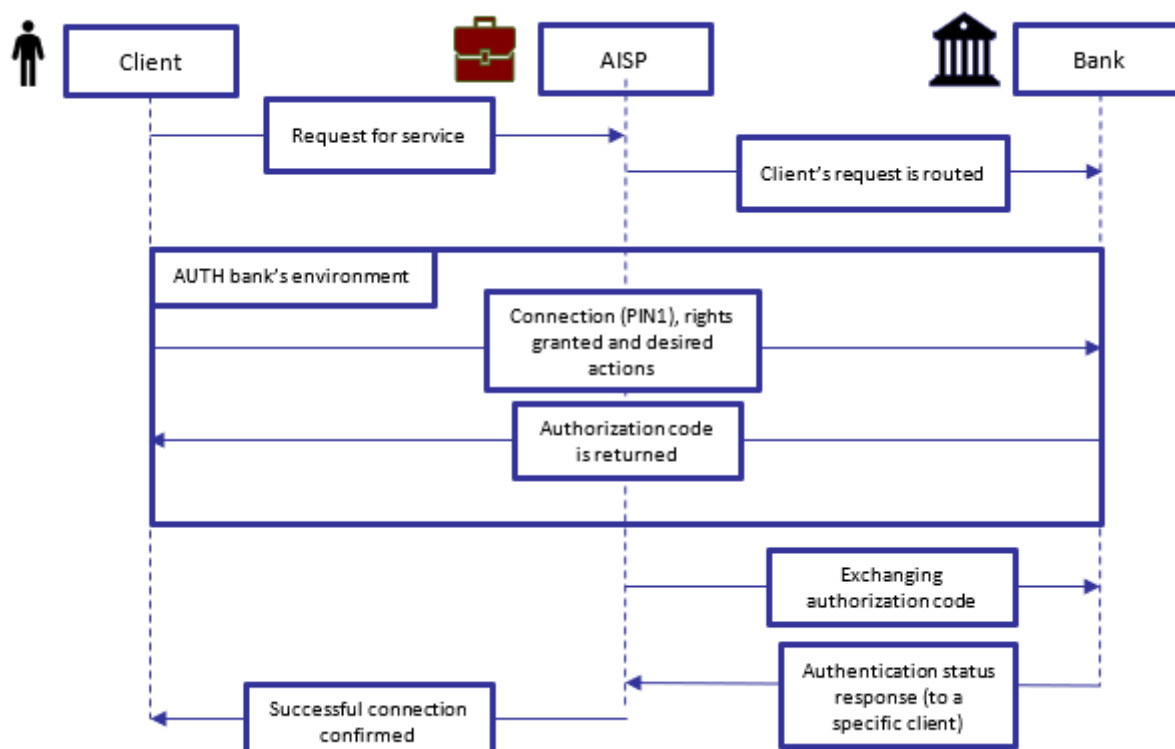 Client
AISP
Bank
Request for service
Client's request is routed
AUTH bank's environment
Connection (PIN1), rights
granted and desired
actions
Authorization code
is returned
Exchanging
authorization code
Authentication status
response (to a
specific client)
Successful connection
confirmed